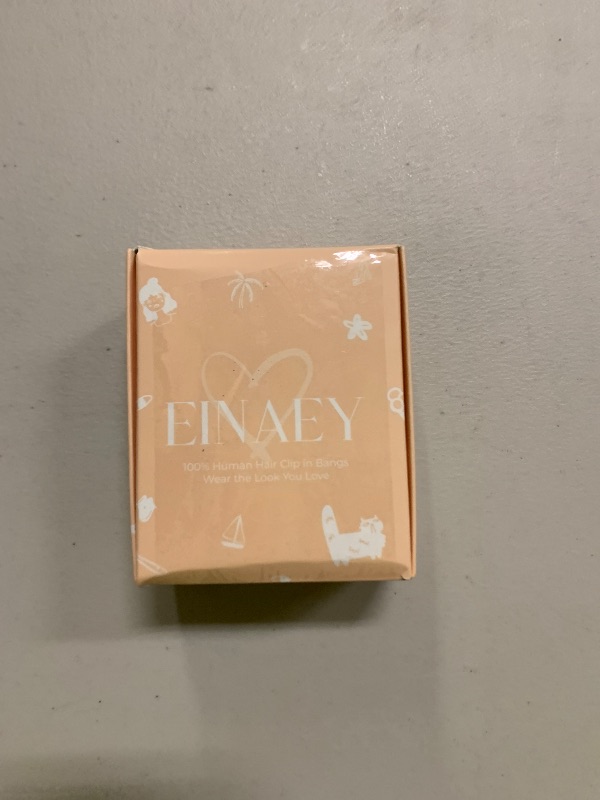 EINAEY
100% Human Hair Clip in Bangs
Wear the Look You Love